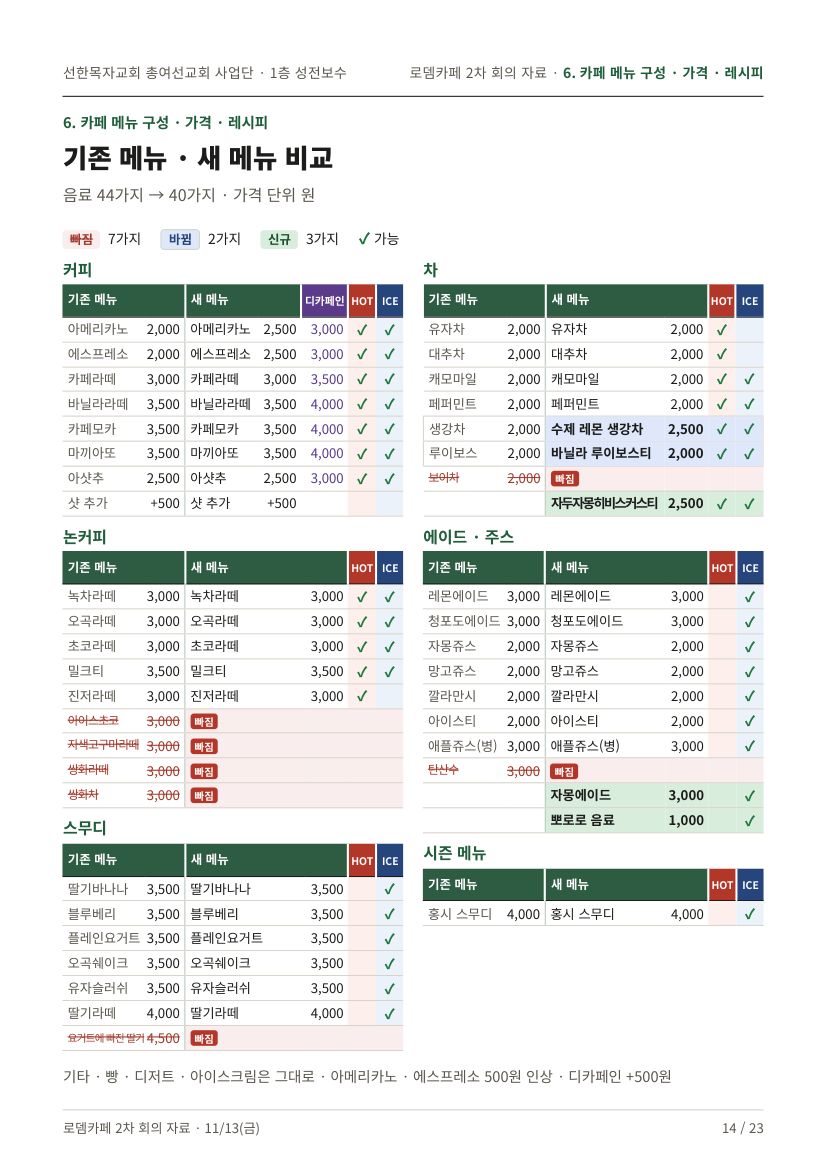 선한목자교회 총여선교회 사업단 · 1층 성전보수
로뎀카페 2차 회의 자료 · 6. 카페 메뉴 구성 · 가격 · 레시피
6. 카페 메뉴 구성 · 가격 · 레시피
기존 메뉴 · 새 메뉴 비교
음료 44가지 → 40가지 · 가격 단위 원
빠짐 7가지 바뀜 2가지 신규 3가지 ✓ 가능
커피
기존 메뉴 새 메뉴 디카페인 HOT ICE
아메리카노 2,000 아메리카노 2,500 3,000 ✓ ✓
에스프레소 2,000 에스프레소 2,500 3,000 ✓ ✓
카페라떼 3,000 카페라떼 3,000 3,500 ✓ ✓
바닐라라떼 3,500 바닐라라떼 3,500 4,000 ✓ ✓
카페모카 3,500 카페모카 3,500 4,000 ✓ ✓
마끼아또 3,500 마끼아또 3,500 4,000 ✓ ✓
아샷추 2,500 아샷추 2,500 3,000 ✓ ✓
샷 추가 +500 샷 추가 +500
논커피
기존 메뉴 새 메뉴 HOT ICE
녹차라떼 3,000 녹차라떼 3,000 ✓ ✓
오곡라떼 3,000 오곡라떼 3,000 ✓ ✓
초코라떼 3,000 초코라떼 3,000 ✓ ✓
밀크티 3,500 밀크티 3,500 ✓ ✓
진저라떼 3,000 진저라떼 3,000 ✓
아이스초코 3,000 빠짐
자색고구마라떼 3,000 빠짐
쌍화라떼 3,000 빠짐
쌍화차 3,000 빠짐
스무디
기존 메뉴 새 메뉴 HOT ICE
딸기바나나 3,500 딸기바나나 3,500 ✓
블루베리 3,500 블루베리 3,500 ✓
플레인요거트 3,500 플레인요거트 3,500 ✓
오곡쉐이크 3,500 오곡쉐이크 3,500 ✓
유자슬러쉬 3,500 유자슬러쉬 3,500 ✓
딸기라떼 4,000 딸기라떼 4,000 ✓
요거트에 빠진 딸기 4,500 빠짐
차
기존 메뉴 새 메뉴 HOT ICE
유자차 2,000 유자차 2,000 ✓
대추차 2,000 대추차 2,000 ✓
캐모마일 2,000 캐모마일 2,000 ✓ ✓
페퍼민트 2,000 페퍼민트 2,000 ✓ ✓
생강차 2,000 수제 레몬 생강차 2,500 ✓ ✓
루이보스 2,000 바닐라 루이보스티 2,000 ✓ ✓
보이차 2,000 빠짐
자두자몽히비스커스티 2,500 ✓ ✓
에이드 · 주스
기존 메뉴 새 메뉴 HOT ICE
레몬에이드 3,000 레몬에이드 3,000 ✓
청포도에이드 3,000 청포도에이드 3,000 ✓
자몽쥬스 2,000 자몽쥬스 2,000 ✓
망고쥬스 2,000 망고쥬스 2,000 ✓
깔라만시 2,000 깔라만시 2,000 ✓
아이스티 2,000 아이스티 2,000 ✓
애플쥬스(병) 3,000 애플쥬스(병) 3,000 ✓
탄산수 3,000 빠짐
자몽에이드 3,000 ✓
뽀로로 음료 1,000 ✓
시즌 메뉴
기존 메뉴 새 메뉴 HOT ICE
홍시 스무디 4,000 홍시 스무디 4,000 ✓
기타 · 빵 · 디저트 · 아이스크림은 그대로 · 아메리카노 · 에스프레소 500원 인상 · 디카페인 +500원
로뎀카페 2차 회의 자료 · 11/13(금)
14 / 23